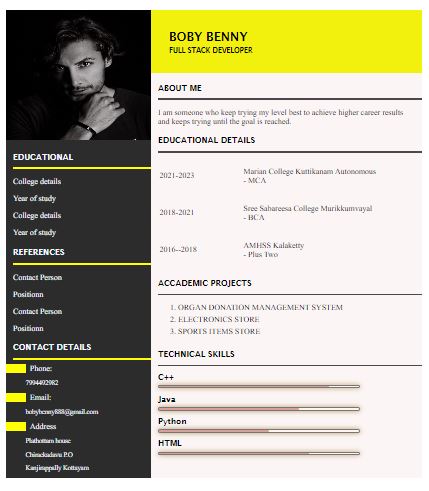 BOBY BENNY
FULL STACK DEVELOPER
ABOUT ME
I am someone who keep trying my level best to achieve higher career results
and keeps trying until the goal is reached.
EDUCATIONAL DETAILS
2021-2023
Marian College Kuttikanam Autonomous
- MCA
2018-2021
Sree Sabareesa College Murikkumvayal
- BCA
2016--2018
AMHSS Kalaketty
- Plus Two
ACCADEMIC PROJECTS
1. ORGAN DONATION MANAGEMENT SYSTEM
2. ELECTRONICS STORE
3. SPORTS ITEMS STORE
TECHNICAL SKILLS
C++
Java
Python
HTML
EDUCATIONAL
College details
Year of study
College details
Year of study
REFERENCES
Contact Person
Positionn
Contact Person
Positionn
CONTACT DETAILS
Phone:
7994492982
Email:
bobybenny888@gmail.com
Address
Plathottam house
Chirackadavu P.O
Kanjirappally Kottayam